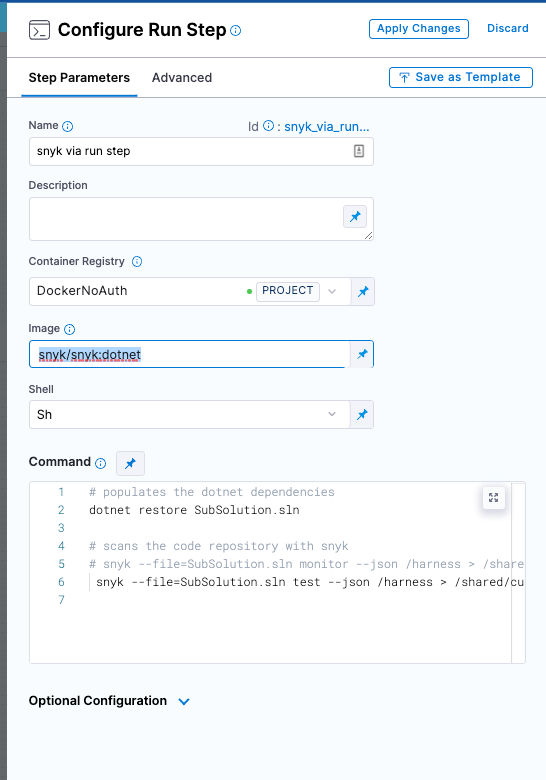 Configure Run Step
Apply Changes
Discard
Step Parameters
Advanced
Save as Template
Name
Id : snyk_via_run...
snyk via run step
Description
Container Registry
DockerNoAuth
PROJECT
Image
snyk/snyk:dotnet
Shell
Sh
Command
1 # populates the dotnet dependencies
2 dotnet restore SubSolution.sln
3
4 # scans the code repository with snyk
5 # snyk --file=SubSolution.sln monitor --json /harness > /share
6 snyk --file=SubSolution.sln test --json /harness > /shared/cu
7
Optional Configuration